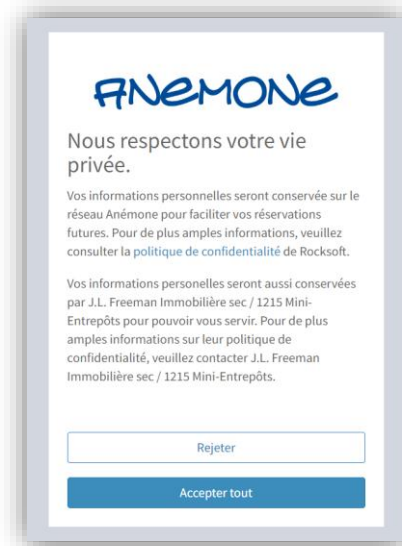 ANEMONE
Nous respectons votre vie
privée.
Vos informations personnelles seront conservée sur le
réseau Anémone pour faciliter vos réservations
futures. Pour de plus amples informations, veuillez
consulter la politique de confidentialité de Rocksoft.
Vos informations personelles seront aussi conservées
par J.L. Freeman Immobilière sec / 1215 Mini-
Entrepôts pour pouvoir vous servir. Pour de plus
amples informations sur leur politique de
confidentialité, veuillez contacter J.L. Freeman
Immobilière sec / 1215 Mini-Entrepôts.
Rejeter
Accepter tout